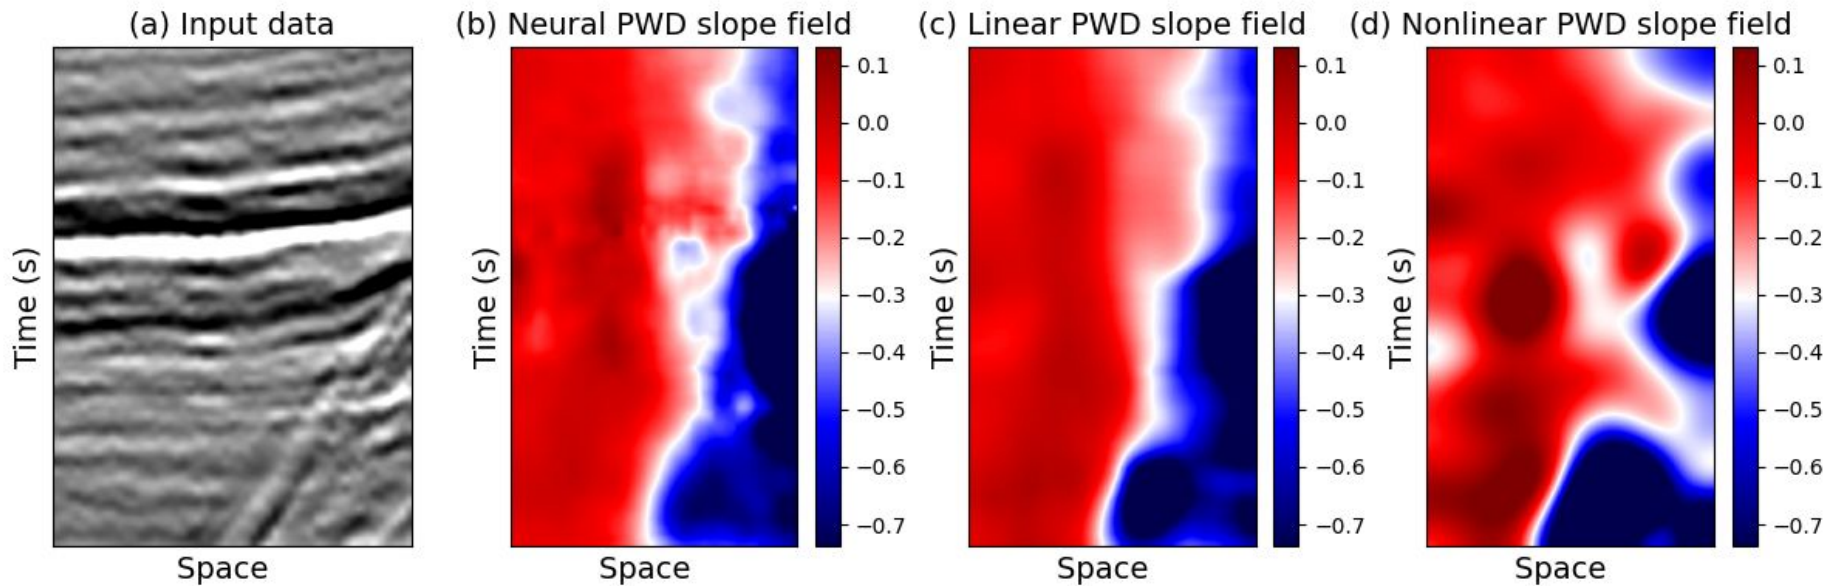 (a) Input data
(b) Neural PWD slope field
(c) Linear PWD slope field
(d) Nonlinear PWD slope field
Time (s)
Space
Time (s)
Space
0.1
0.0
−0.1
−0.2
−0.3
−0.4
−0.5
−0.6
−0.7
Time (s)
Space
0.1
0.0
−0.1
−0.2
−0.3
−0.4
−0.5
−0.6
−0.7
Time (s)
Space
0.1
0.0
−0.1
−0.2
−0.3
−0.4
−0.5
−0.6
−0.7